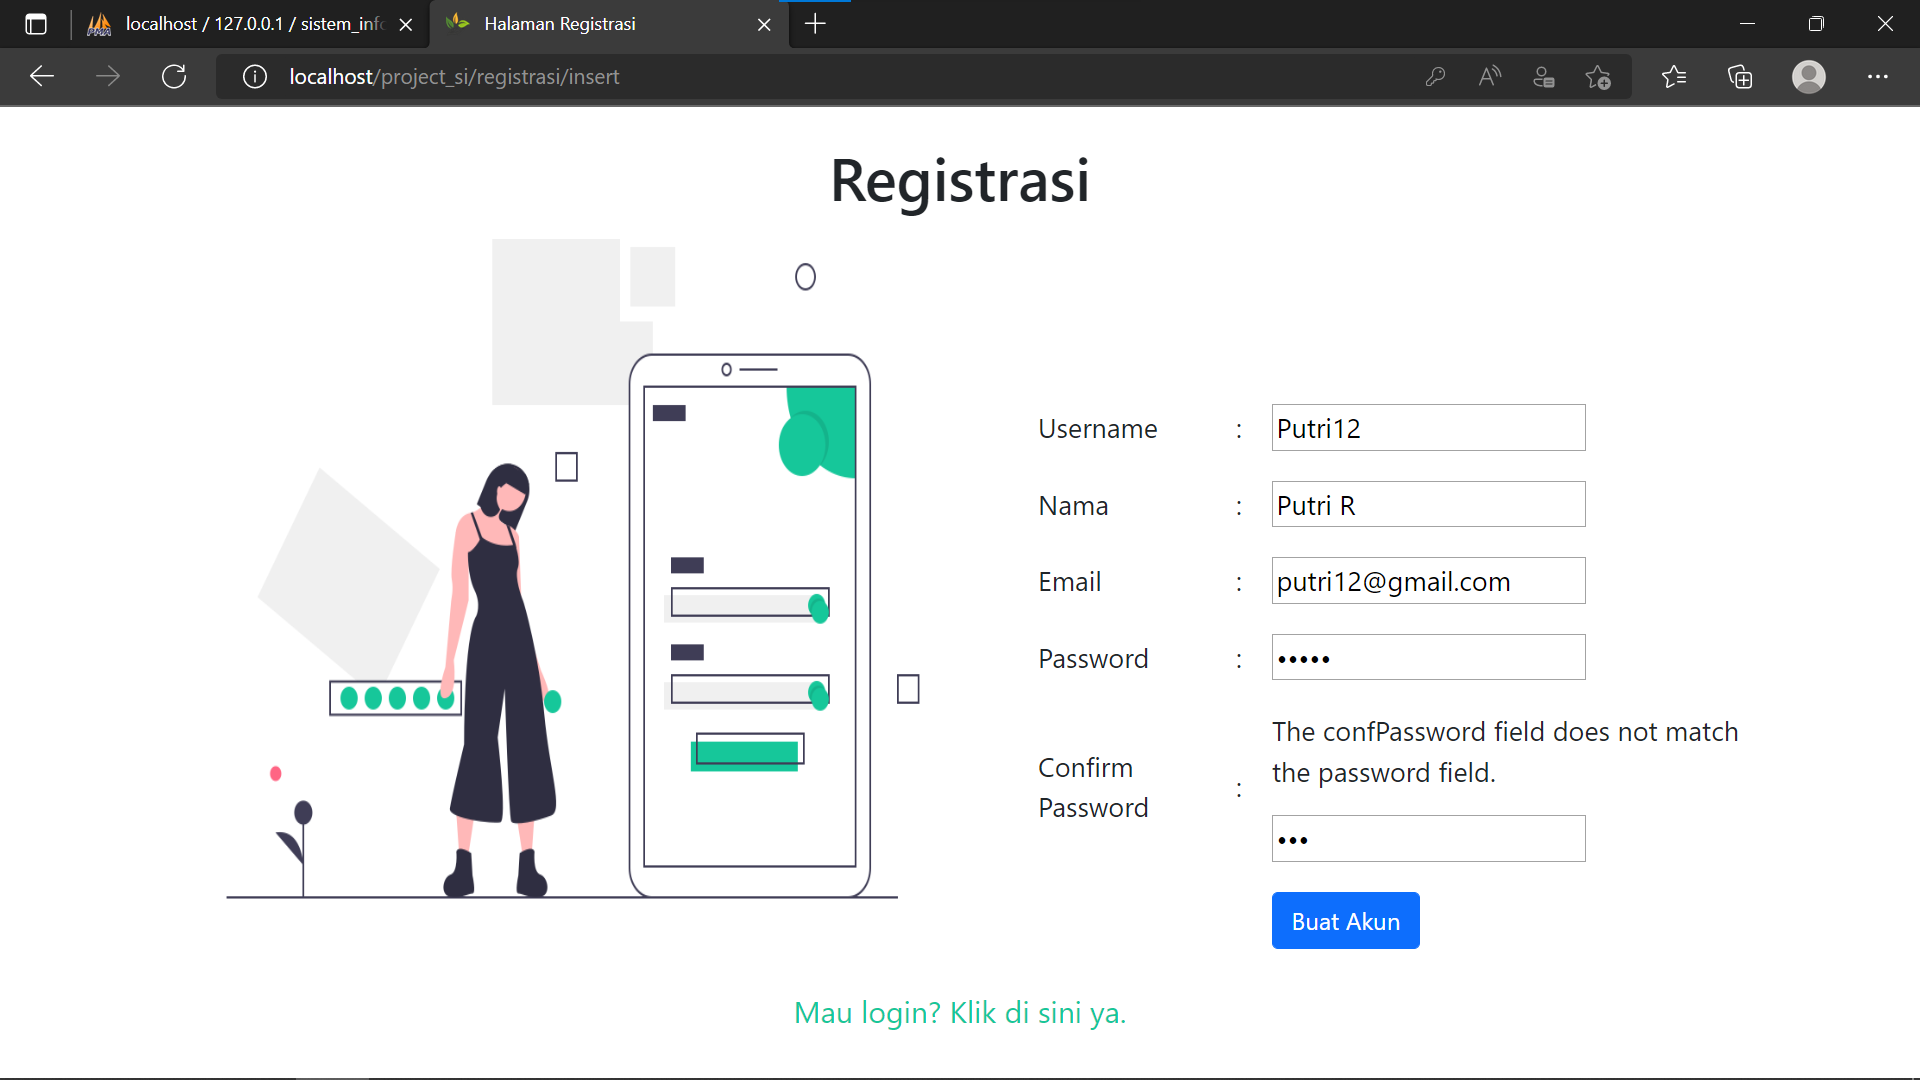 localhost / 127.0.0.1 / sistem_info
Halaman Registrasi
localhost/project_si/registrasi/insert
Registrasi
Username : Putri12
Nama : Putri R
Email : putri12@gmail.com
Password : •••••
The confPassword field does not match
the password field.
Confirm
Password :
•••
Buat Akun
Mau login? Klik di sini ya.